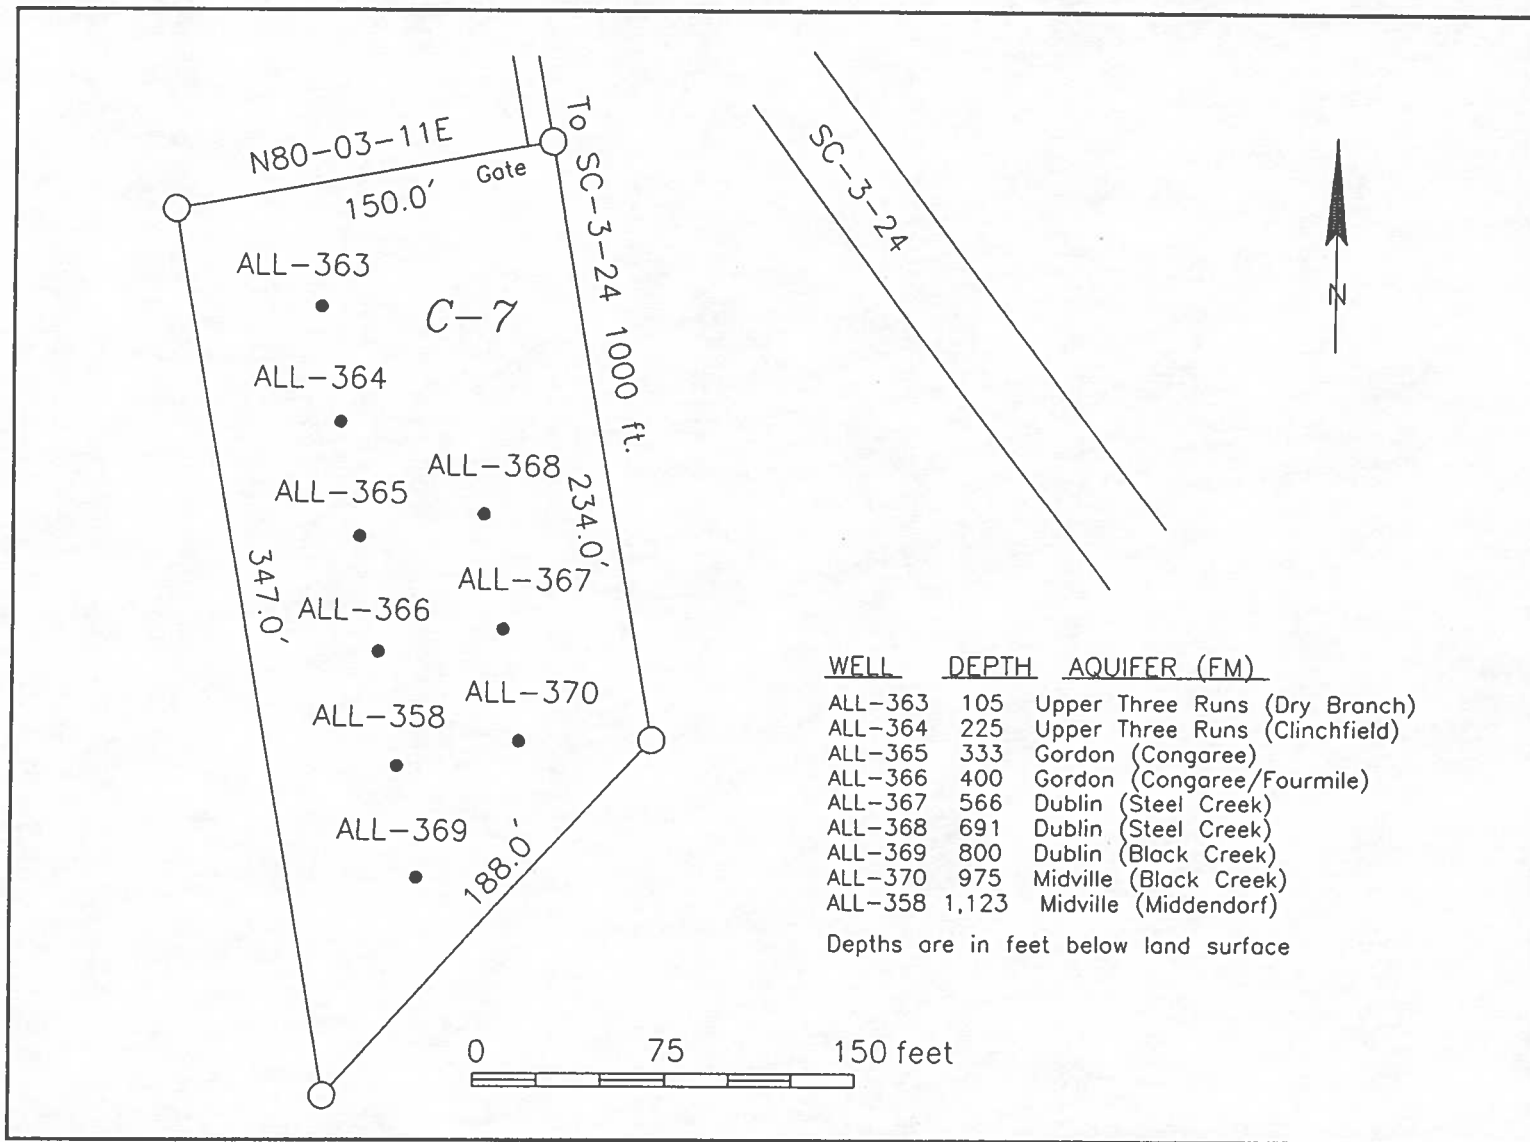 N80-03-11E
150.0'
Gate
To SC-3-24 1000 ft.
SC-3-24
N
ALL-363
C-7
ALL-364
ALL-368
ALL-365
234.0'
347.0'
ALL-367
ALL-366
ALL-370
ALL-358
ALL-369
188.0'
WELL DEPTH AQUIFER (FM)
ALL-363 105 Upper Three Runs (Dry Branch)
ALL-364 225 Upper Three Runs (Clinchfield)
ALL-365 333 Gordon (Congaree)
ALL-366 400 Gordon (Congaree/Fourmile)
ALL-367 566 Dublin (Steel Creek)
ALL-368 691 Dublin (Steel Creek)
ALL-369 800 Dublin (Black Creek)
ALL-370 975 Midville (Black Creek)
ALL-358 1,123 Midville (Middendorf)
Depths are in feet below land surface
0 75 150 feet